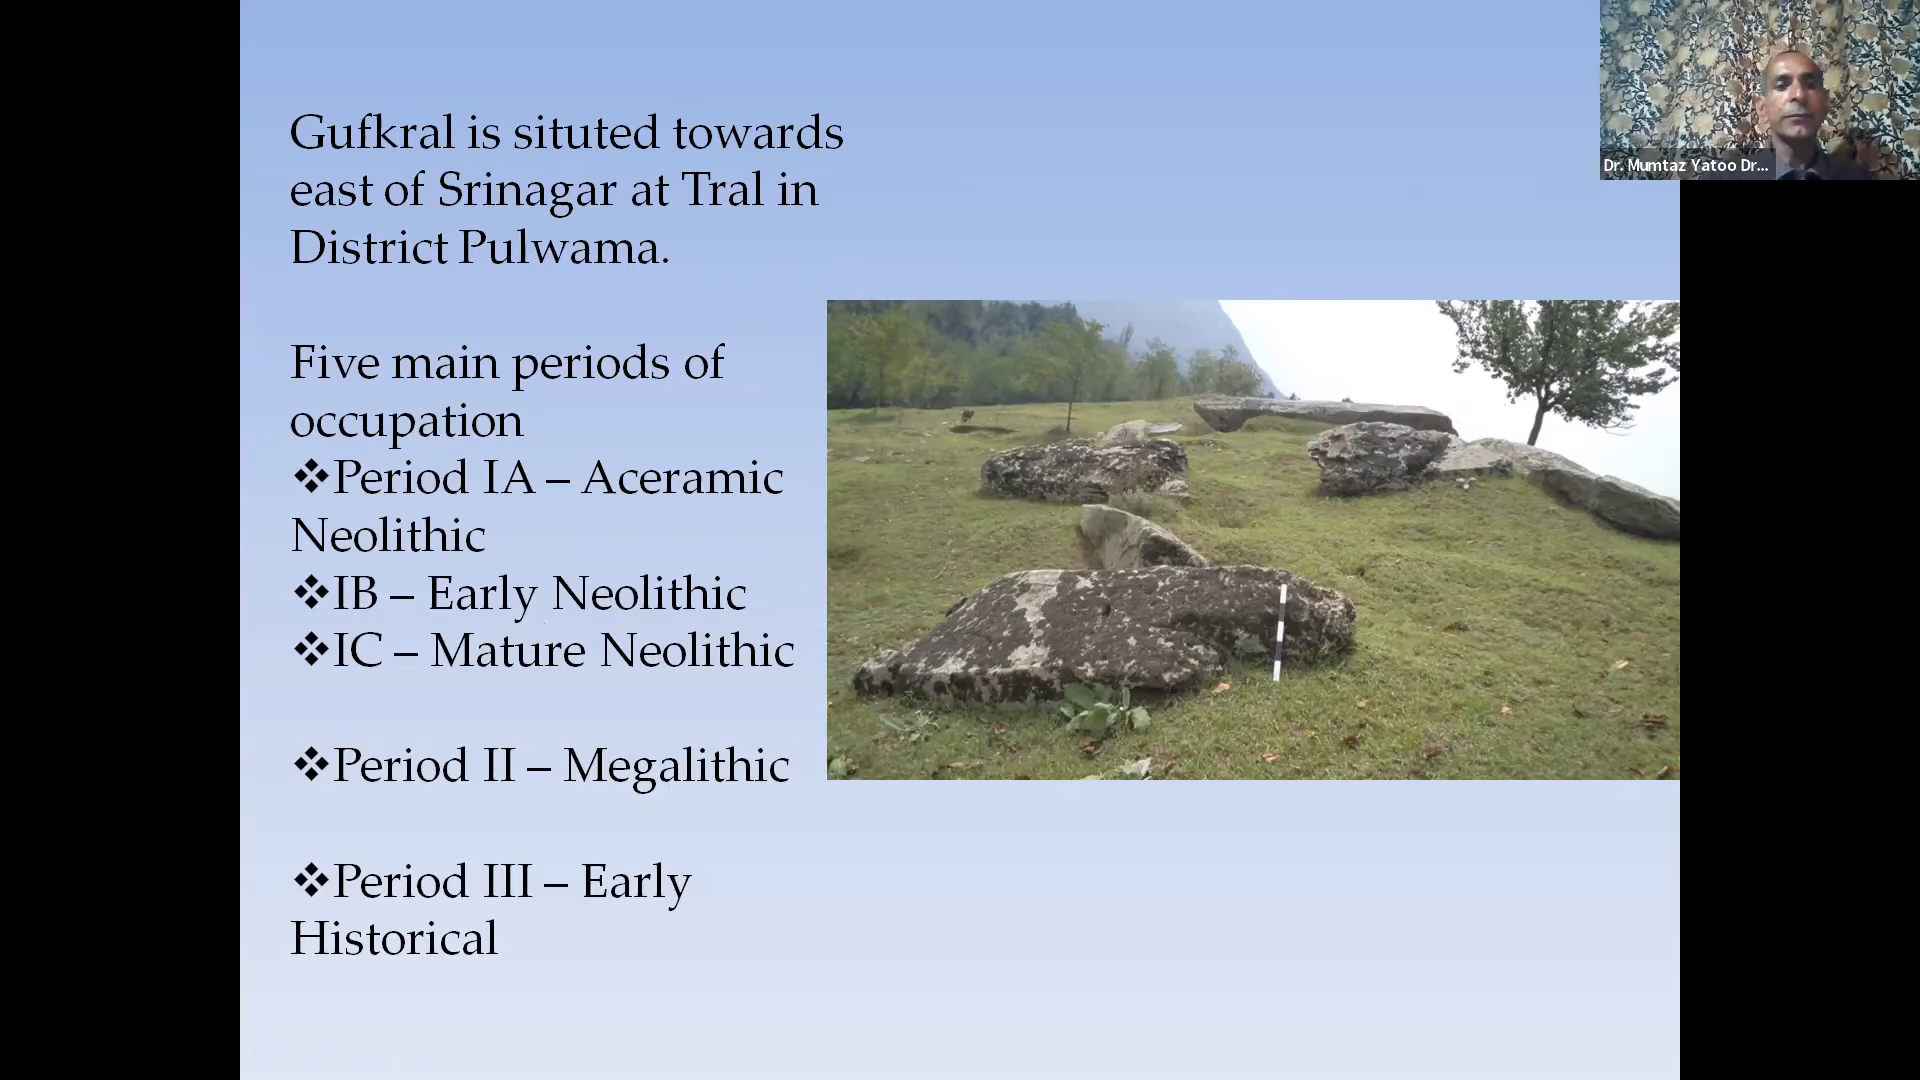 Gufkral is situted towards
east of Srinagar at Tral in
District Pulwama.
Five main periods of
occupation
❖Period IA – Aceramic
Neolithic
❖IB – Early Neolithic
❖IC – Mature Neolithic
❖Period II – Megalithic
❖Period III – Early
Historical
Dr. Mumtaz Yatoo Dr...